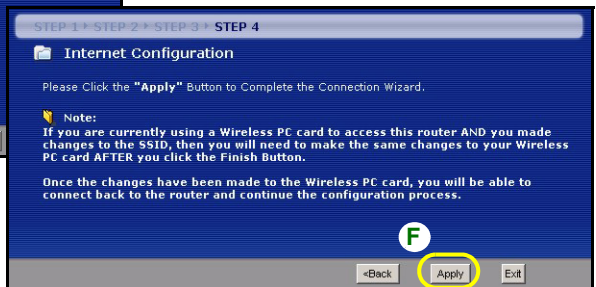 STEP 1 ▸ STEP 2 ▸ STEP 3 ▸ STEP 4
Internet Configuration
Please Click the "Apply" Button to Complete the Connection Wizard.
Note:
If you are currently using a Wireless PC card to access this router AND you made
changes to the SSID, then you will need to make the same changes to your Wireless
PC card AFTER you click the Finish Button.
Once the changes have been made to the Wireless PC card, you will be able to
connect back to the router and continue the configuration process.
F
<Back Apply Exit